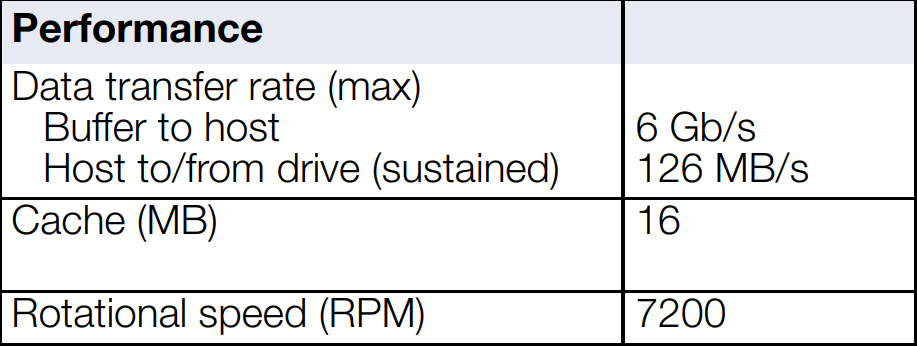 Performance
Data transfer rate (max)
Buffer to host 6 Gb/s
Host to/from drive (sustained) 126 MB/s
Cache (MB) 16
Rotational speed (RPM) 7200